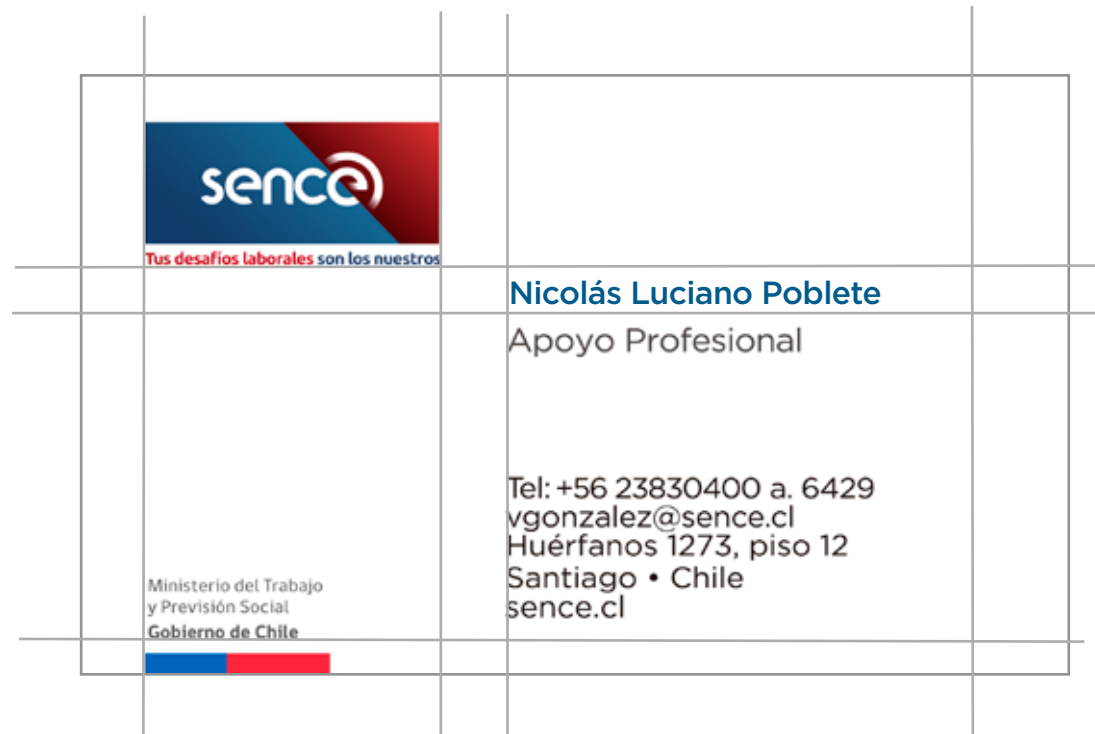 sence
Tus desafíos laborales son los nuestros
Nicolás Luciano Poblete
Apoyo Profesional
Tel: +56 23830400 a. 6429
vgonzalez@sence.cl
Huérfanos 1273, piso 12
Santiago • Chile
sence.cl
Ministerio del Trabajo
y Previsión Social
Gobierno de Chile